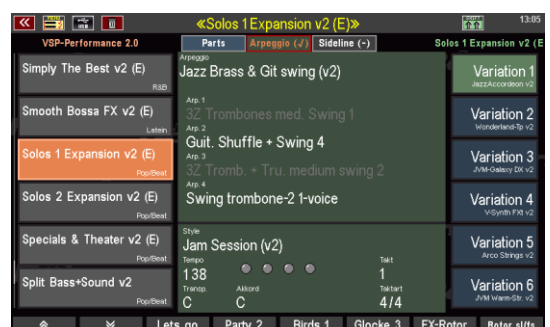 «Solos 1 Expansion v2 (E)»
13:05
VSP-Performance 2.0
Parts
Arpeggio (√)
Sideline (-)
Solos 1 Expansion v2 (E
Simply The Best v2 (E)
R&B
Smooth Bossa FX v2 (E)
Latein
Solos 1 Expansion v2 (E)
Pop/Beat
Solos 2 Expansion v2 (E)
Pop/Beat
Specials & Theater v2 (E)
Pop/Beat
Split Bass+Sound v2
Pop/Beat
Arpeggio
Jazz Brass & Git swing (v2)
Arp. 1
3Z Trombones med. Swing 1
Arp. 2
Guit. Shuffle + Swing 4
Arp. 3
3Z Tromb. + Tru. medium swing 2
Arp. 4
Swing trombone-2 1-voice
Style
Jam Session (v2)
Tempo
138
Takt
1
Transp.
C
Akkord
C
Taktart
4/4
Variation 1
JazzAccordeon v2
Variation 2
Wonderland-Tp v2
Variation 3
JVM-Galaxy DX v2
Variation 4
V-Synth FXt v2
Variation 5
Arco Strings v2
Variation 6
JVM Warm-Str. v2
Lets go
Party 2
Birds 1
Glocke 3
FX-Rotor
Rotor sl/fs